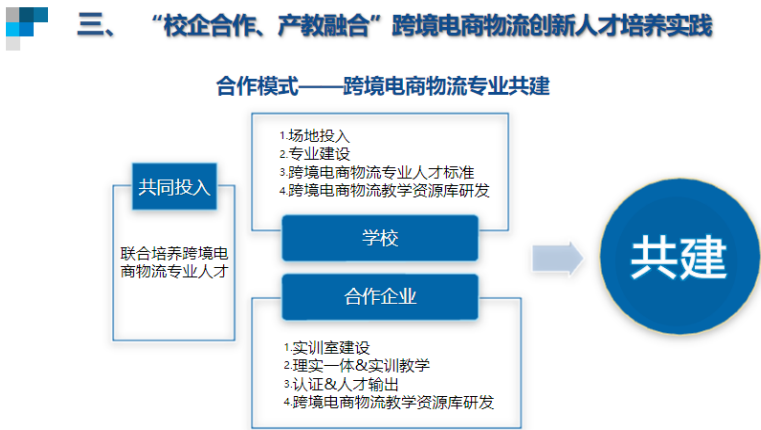 三、 “校企合作、产教融合”跨境电商物流创新人才培养实践
合作模式——跨境电商物流专业共建
共同投入
联合培养跨境电
商物流专业人才
1.场地投入
2.专业建设
3.跨境电商物流专业人才标准
4.跨境电商物流教学资源库研发
学校
合作企业
1.实训室建设
2.理实一体&实训教学
3.认证&人才输出
4.跨境电商物流教学资源库研发
共建